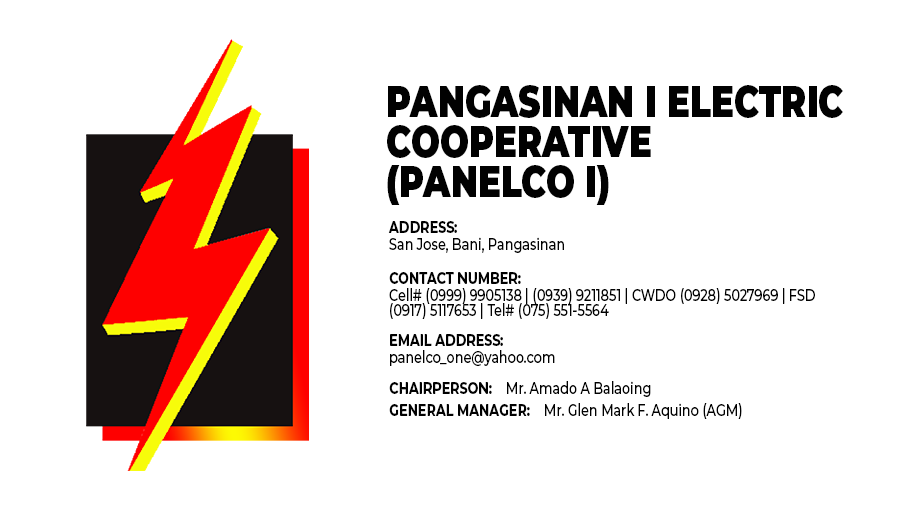 PANGASINAN I ELECTRIC
COOPERATIVE
(PANELCO I)
ADDRESS:
San Jose, Bani, Pangasinan
CONTACT NUMBER:
Cell# (0999) 9905138 | (0939) 9211851 | CWDO (0928) 5027969 | FSD
(0917) 5117653 | Tel# (075) 551-5564
EMAIL ADDRESS:
panelco_one@yahoo.com
CHAIRPERSON: Mr. Amado A Balaoing
GENERAL MANAGER: Mr. Glen Mark F. Aquino (AGM)